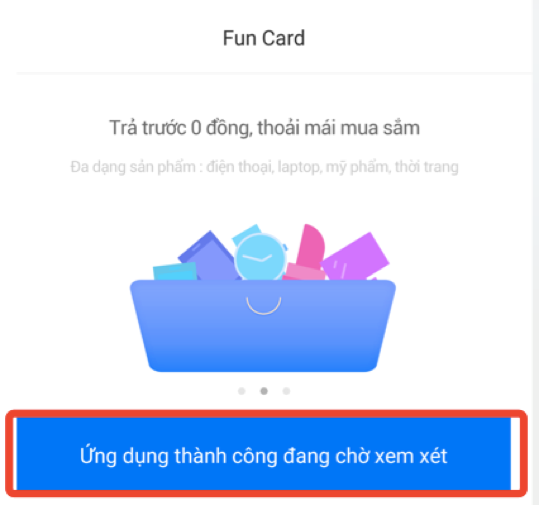 Fun Card
Trả trước 0 đồng, thoải mái mua sắm
Đa dạng sản phẩm : điện thoại, laptop, mỹ phẩm, thời trang
Ứng dụng thành công đang chờ xem xét